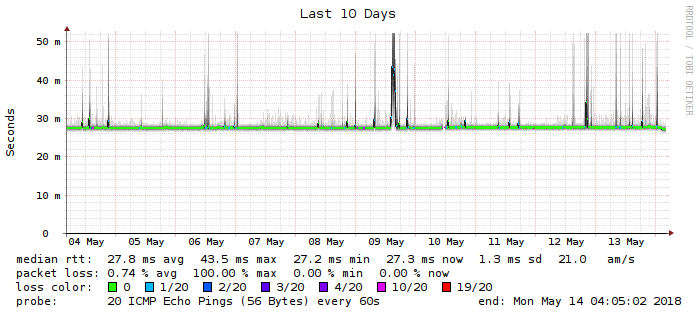 Last 10 Days
RRDTOOL / TOBI OETIKER
Seconds
50 m
40 m
30 m
20 m
10 m
0
04 May 05 May 06 May 07 May 08 May 09 May 10 May 11 May 12 May 13 May
median rtt: 27.8 ms avg 43.5 ms max 27.2 ms min 27.3 ms now 1.3 ms sd 21.0 am/s
packet loss: 0.74 % avg 100.00 % max 0.00 % min 0.00 % now
loss color: 0 1/20 2/20 3/20 4/20 10/20 19/20
probe: 20 ICMP Echo Pings (56 Bytes) every 60s end: Mon May 14 04:05:02 2018